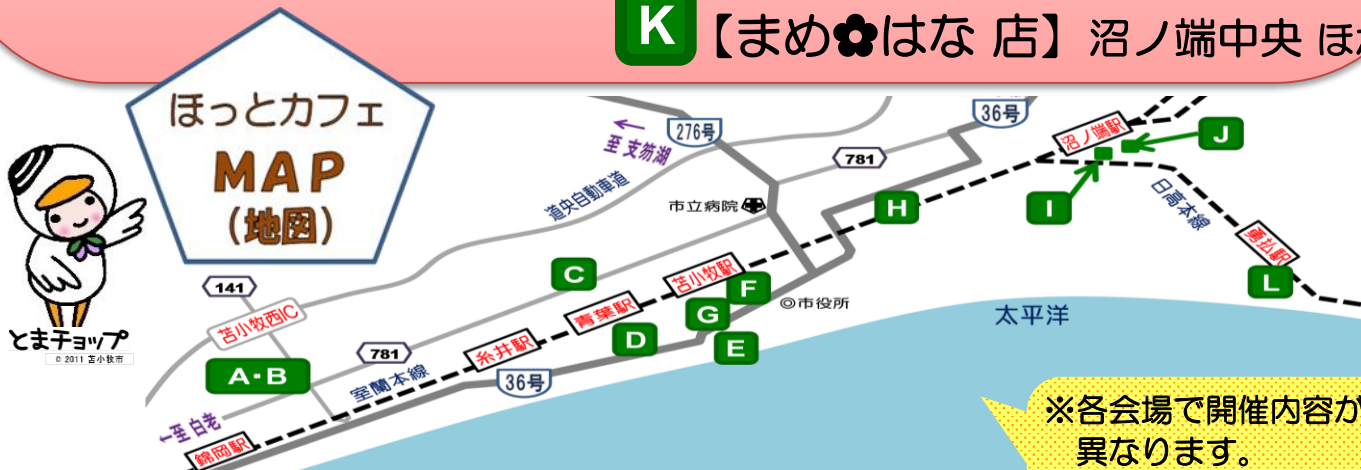 K 【まめ✿はな 店】 沼ノ端中央
ほっとカフェ
MAP
(地図)
とまチョップ
© 2011 苫小牧市
276号
36号
沼ノ端駅
J
←
至 支笏湖
781
道央自動車道
市立病院
H
I
日高本線
勇払駅
L
C
苫小牧駅
F
青葉駅
G
◎市役所
太平洋
141
苫小牧西IC
D
E
糸井駅
781
A・B
室蘭本線
36号
←至 白老
錦岡駅
※各会場で開催内容が
異なります。